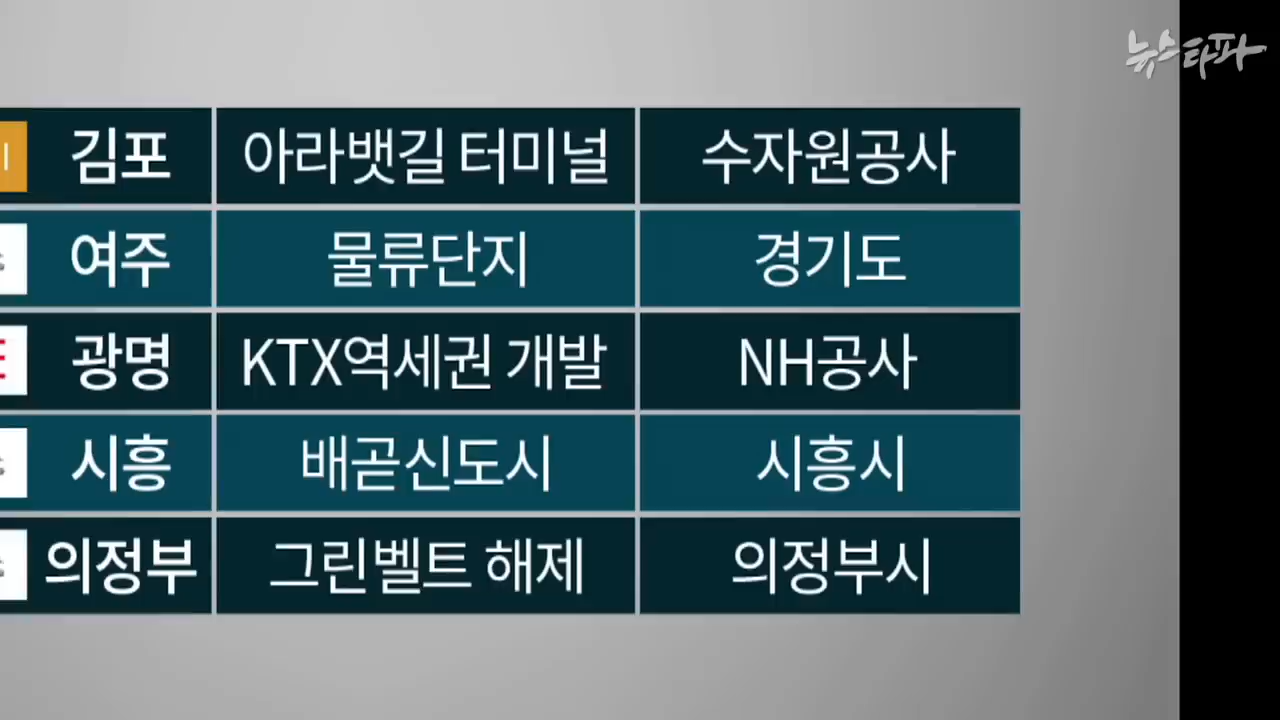 뉴스타파
김포 아라뱃길 터미널 수자원공사
여주 물류단지 경기도
광명 KTX역세권 개발 NH공사
시흥 배곧신도시 시흥시
의정부 그린벨트 해제 의정부시